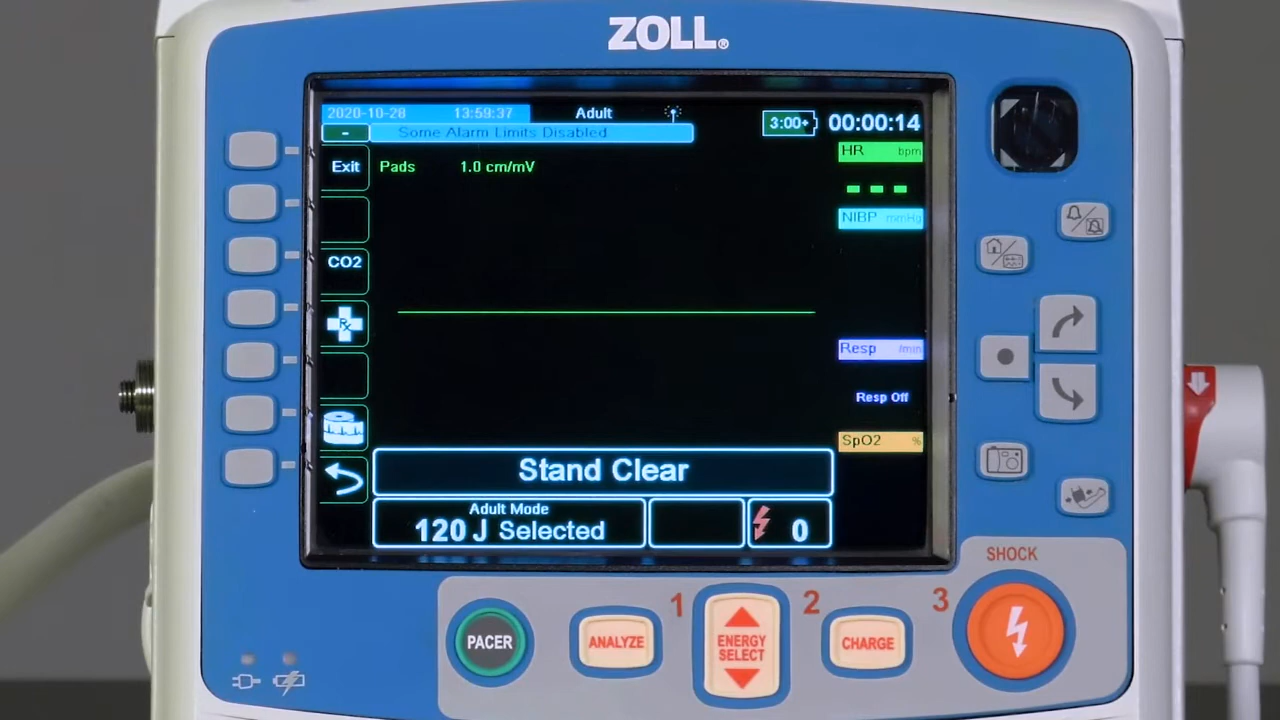 ZOLL®
2020-10-28 13:59:37 Adult 3:00+ 00:00:14
- Some Alarm Limits Disabled
HR bpm
Exit Pads 1.0 cm/mV
- - -
NIBP mmHg
CO2
Rx
Resp /min
Resp Off
SpO2 %
Stand Clear
Adult Mode
120 J Selected 0
SHOCK
1 2 3
PACER ANALYZE ENERGY SELECT CHARGE